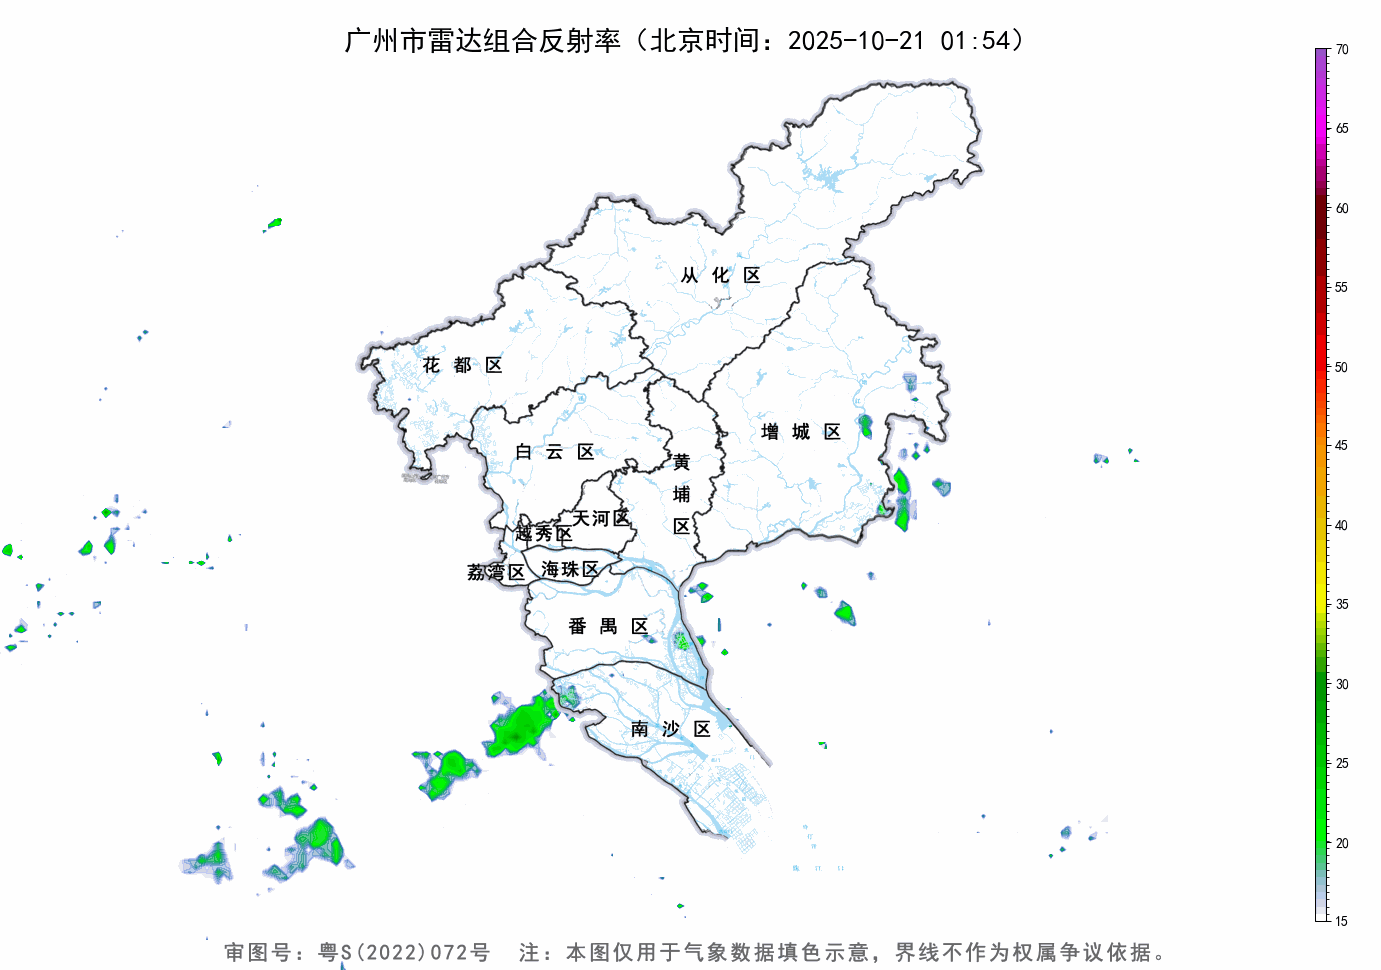 广州市雷达组合反射率（北京时间：2025-10-21 01:54）
70
65
60
55
50
45
40
35
30
25
20
15
从化区
花都区
增城区
白云区
黄埔区
天河区
越秀区
荔湾区
海珠区
番禺区
南沙区
审图号：粤S(2022)072号 注：本图仅用于气象数据填色示意，界线不作为权属争议依据。